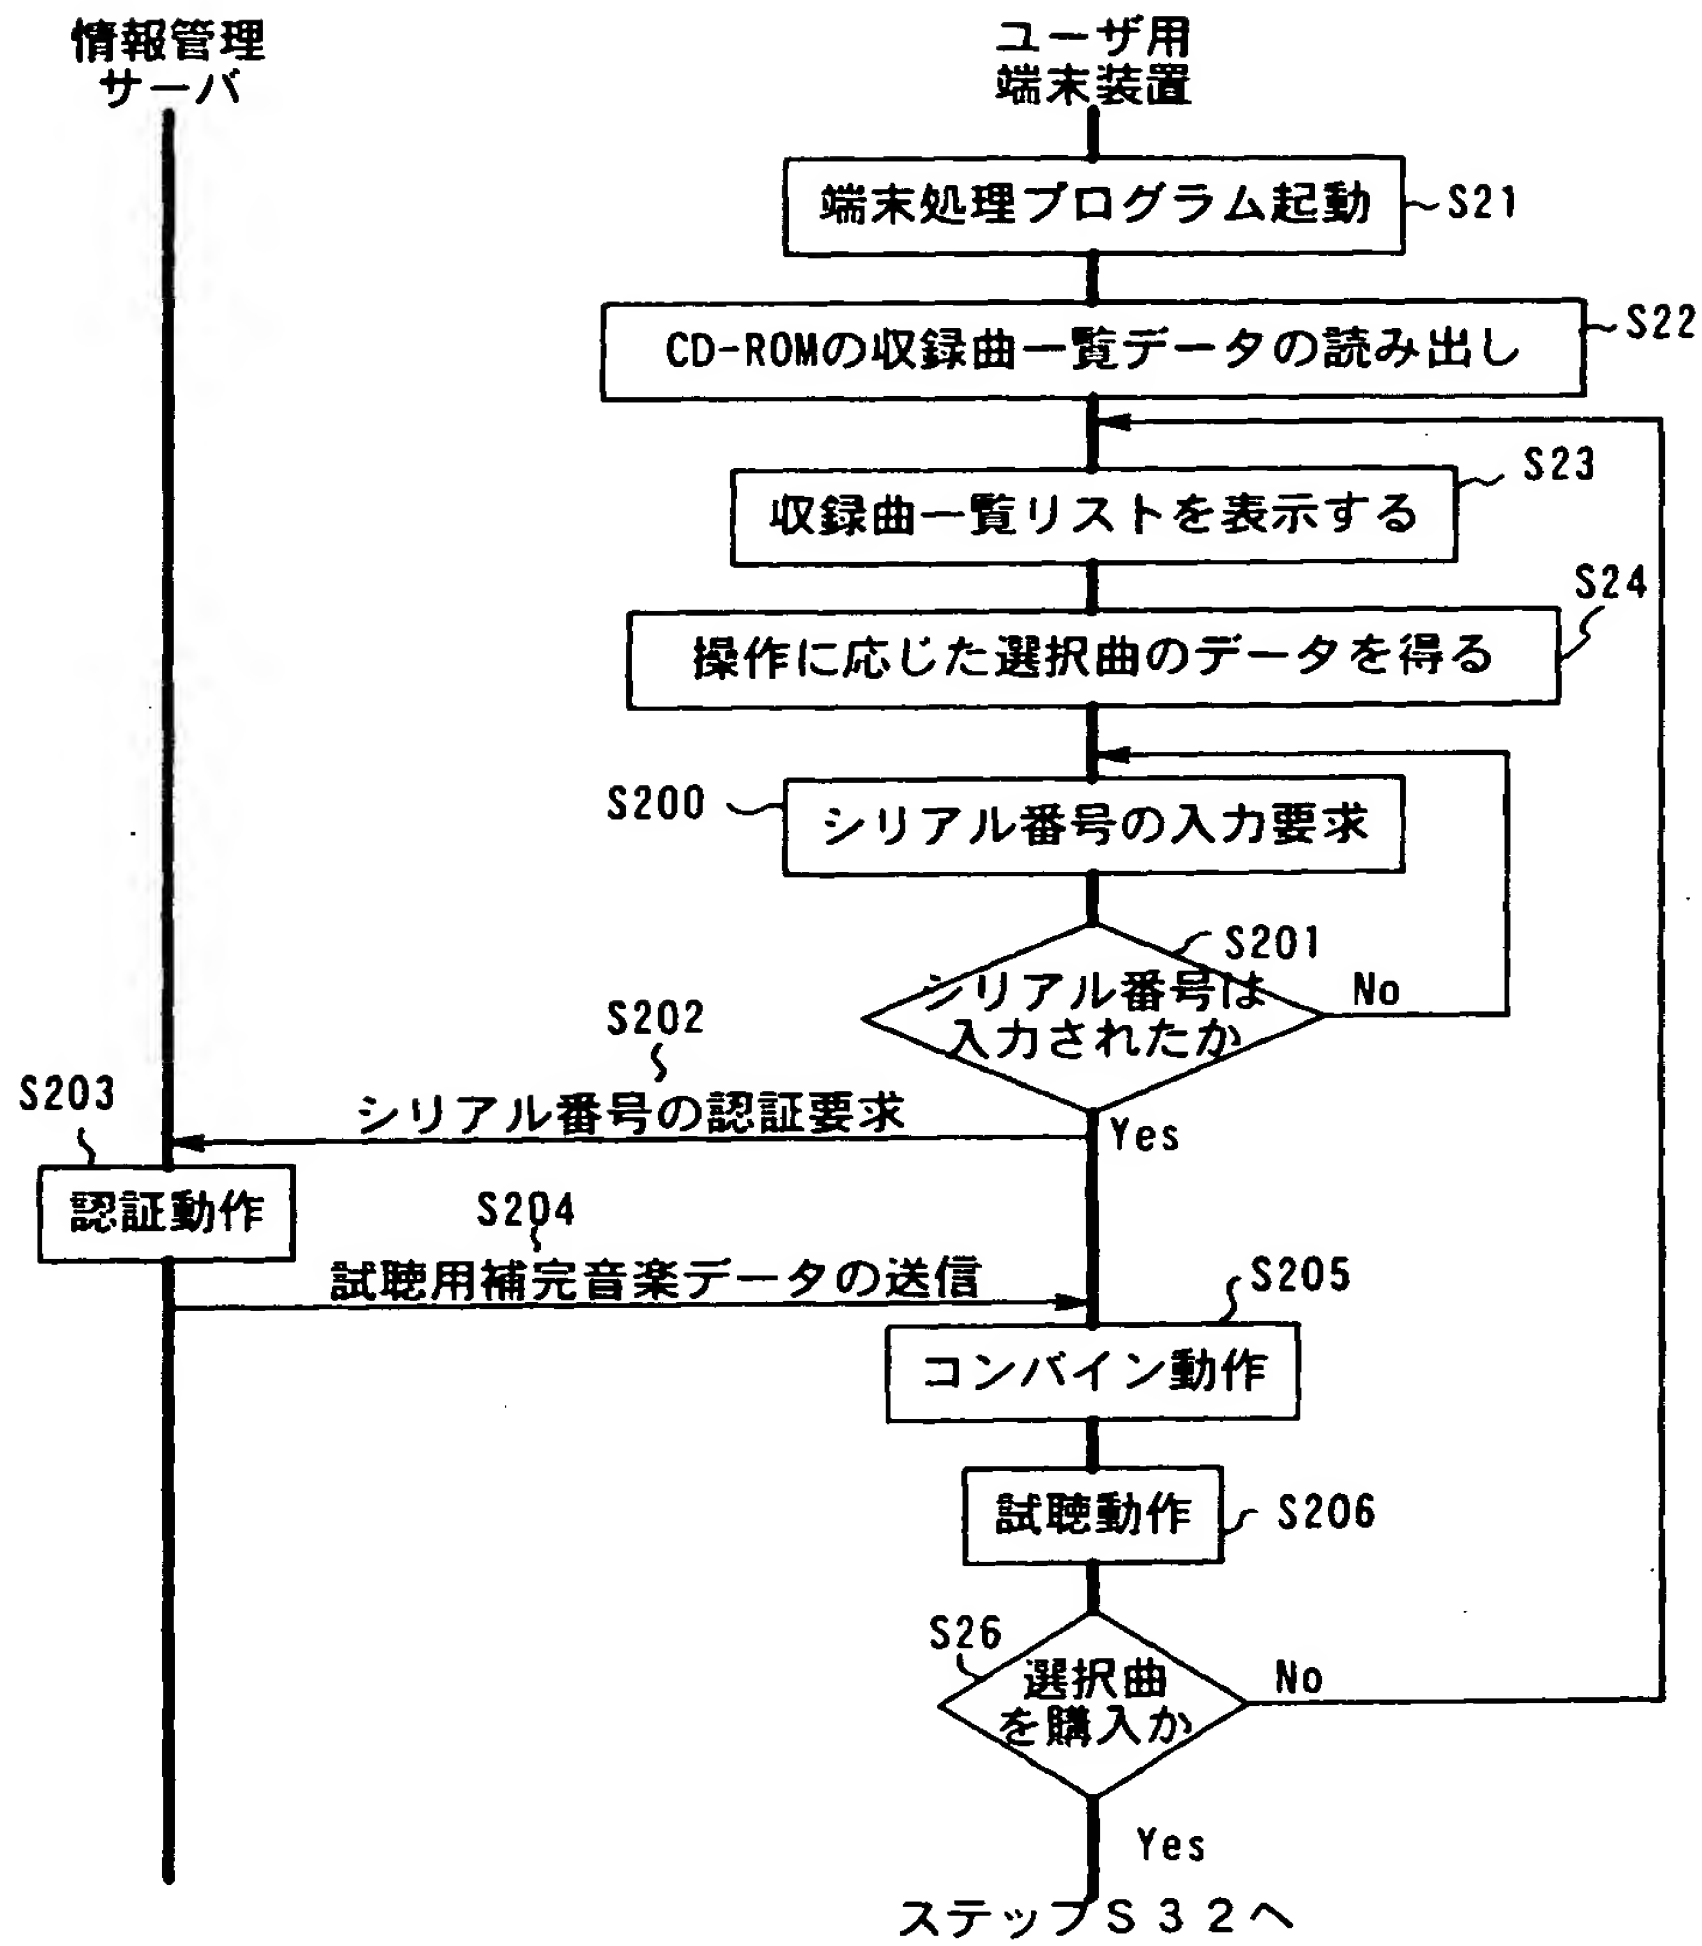 情報管理
サーバ
ユーザ用
端末装置
端末処理プログラム起動
S21
CD-ROMの収録曲一覧データの読み出し
S22
収録曲一覧リストを表示する
S23
操作に応じた選択曲のデータを得る
S24
シリアル番号の入力要求
S200
シリアル番号は
入力されたか
S201
No
Yes
S202
シリアル番号の認証要求
S203
認証動作
S204
試聴用補完音楽データの送信
S205
コンバイン動作
試聴動作
S206
S26
選択曲
を購入か
No
Yes
ステップS32へ